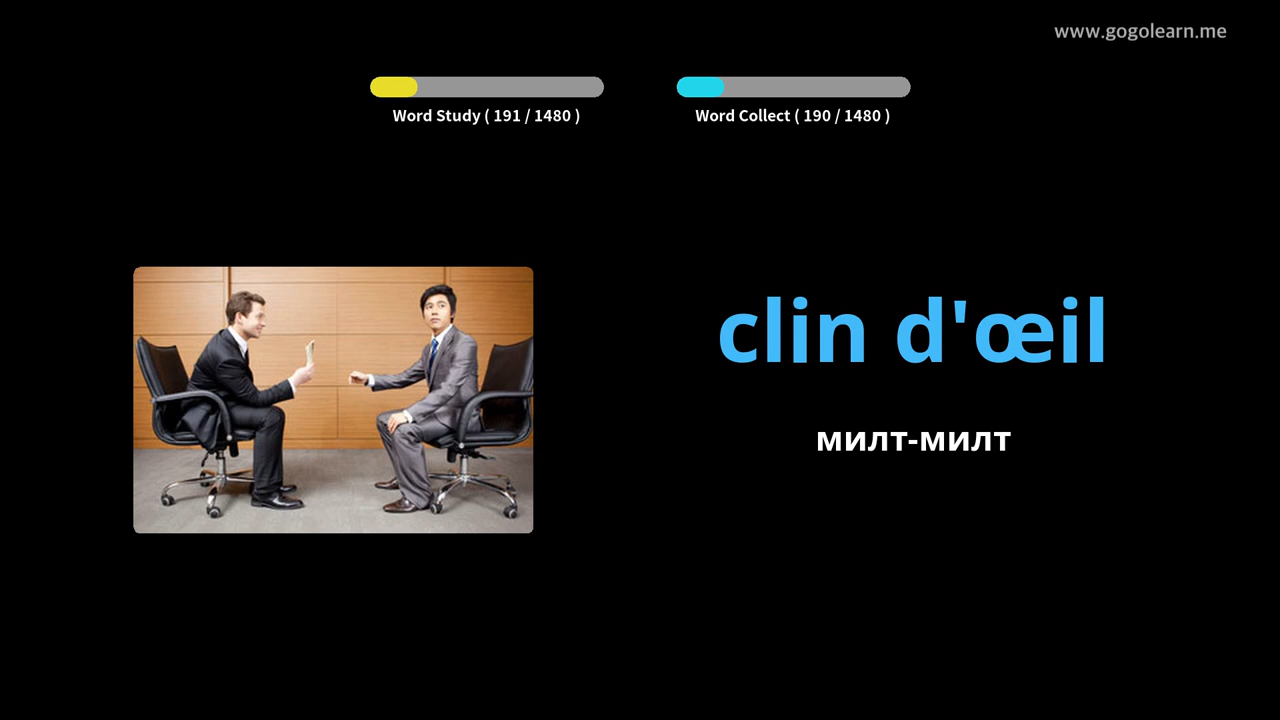 www.gogolearn.me
Word Study ( 191 / 1480 )
Word Collect ( 190 / 1480 )
clin d'œil
милт-милт